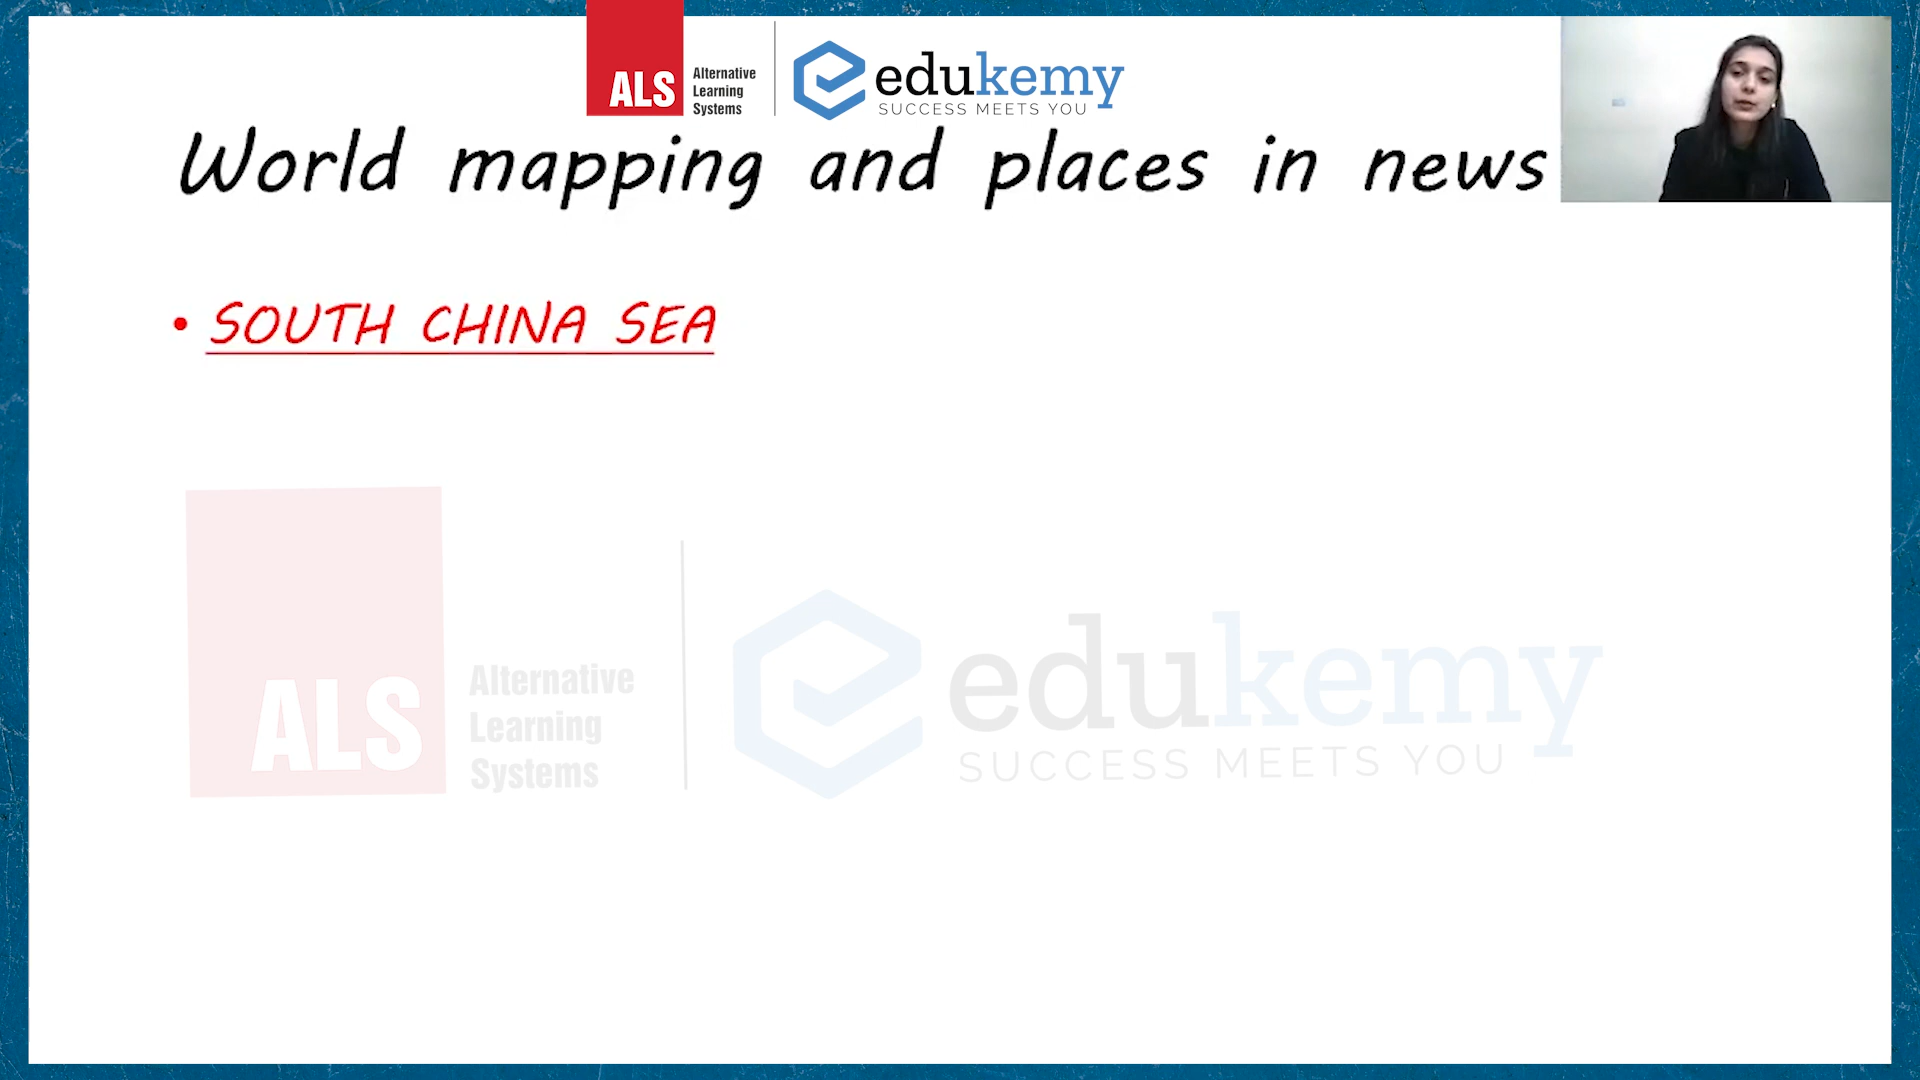 ALS
Alternative
Learning
Systems
edukemy
SUCCESS MEETS YOU
World mapping and places in news
• SOUTH CHINA SEA
ALS
Alternative
Learning
Systems
edukemy
SUCCESS MEETS YOU